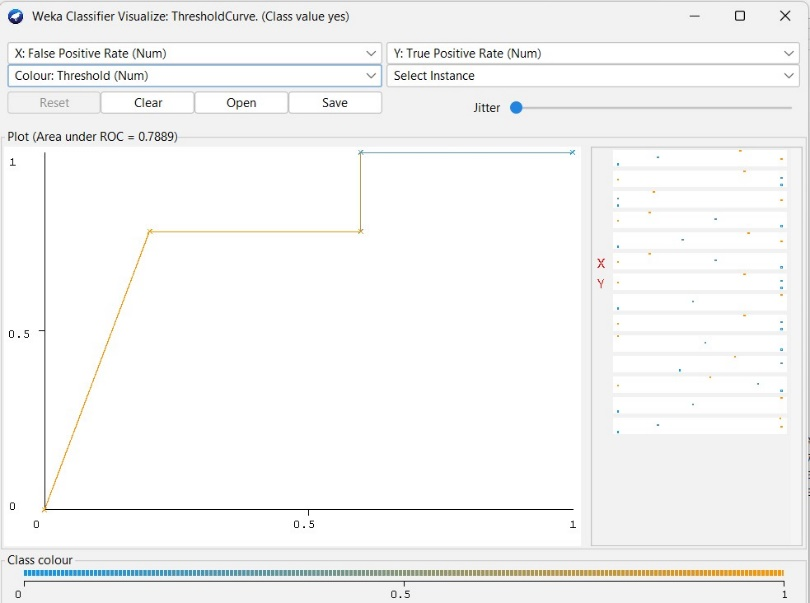 Weka Classifier Visualize: ThresholdCurve. (Class value yes)
X: False Positive Rate (Num)
Y: True Positive Rate (Num)
Colour: Threshold (Num)
Select Instance
Reset
Clear
Open
Save
Jitter
Plot (Area under ROC = 0.7889)
1
0.5
0
0
0.5
1
X
Y
Class colour
0
0.5
1